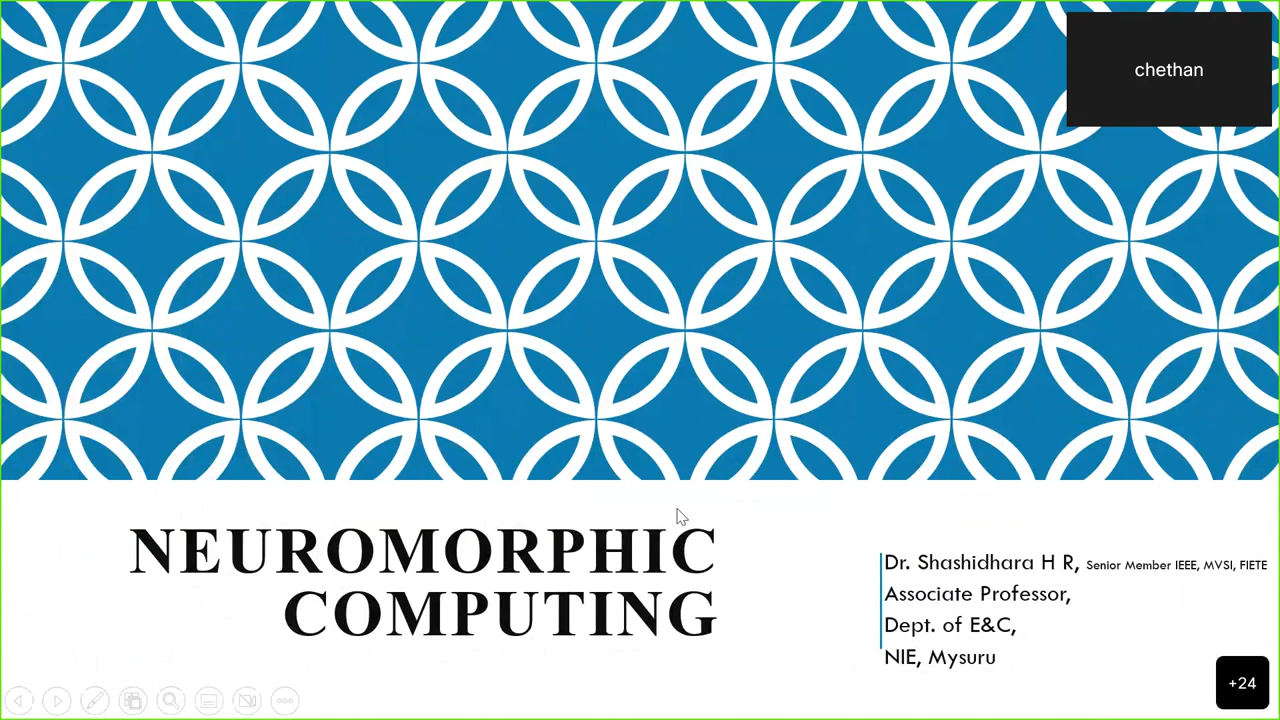 chethan
NEUROMORPHIC
COMPUTING
Dr. Shashidhara H R, Senior Member IEEE, MVSI, FIETE
Associate Professor,
Dept. of E&C,
NIE, Mysuru
+24